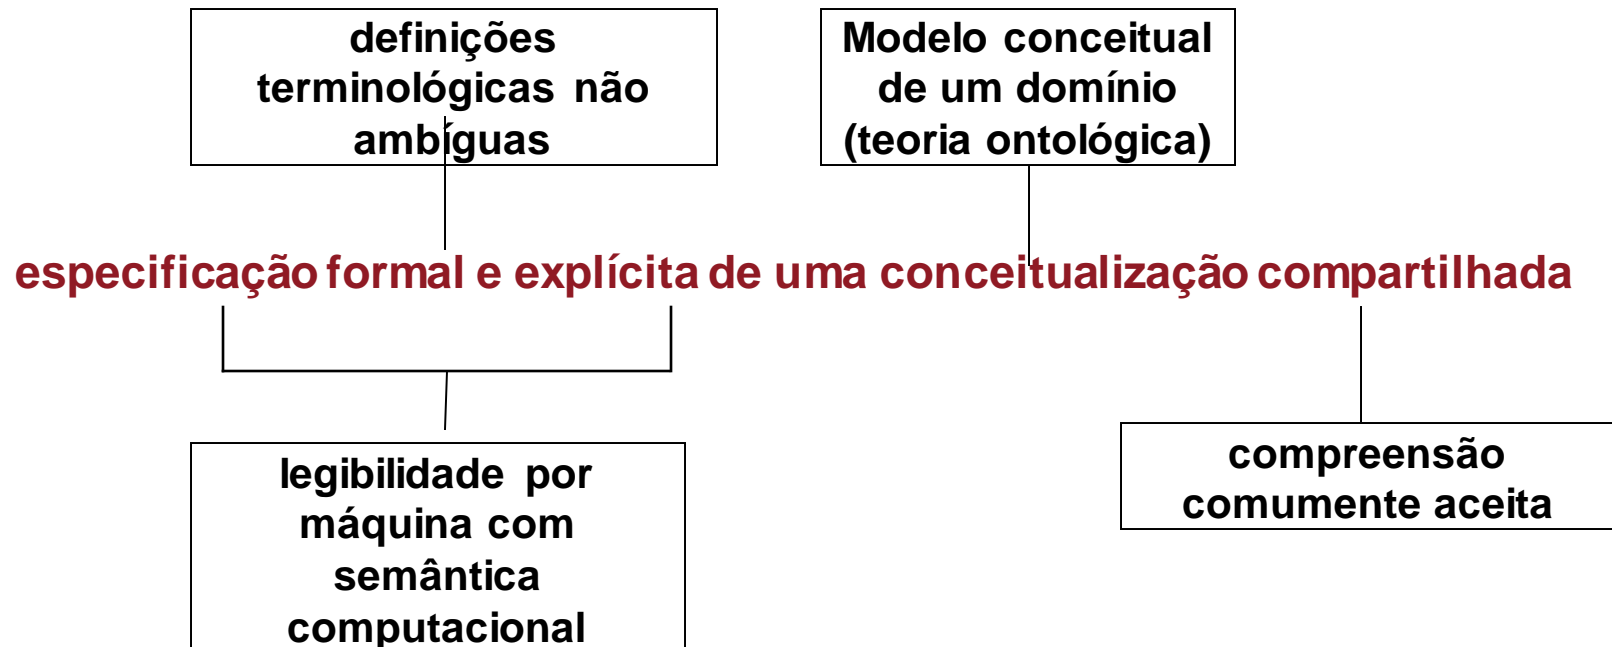 definições
terminológicas não
ambíguas
Modelo conceitual
de um domínio
(teoria ontológica)
especificação formal e explícita de uma conceitualização compartilhada
legibilidade por
máquina com
semântica
computacional
compreensão
comumente aceita